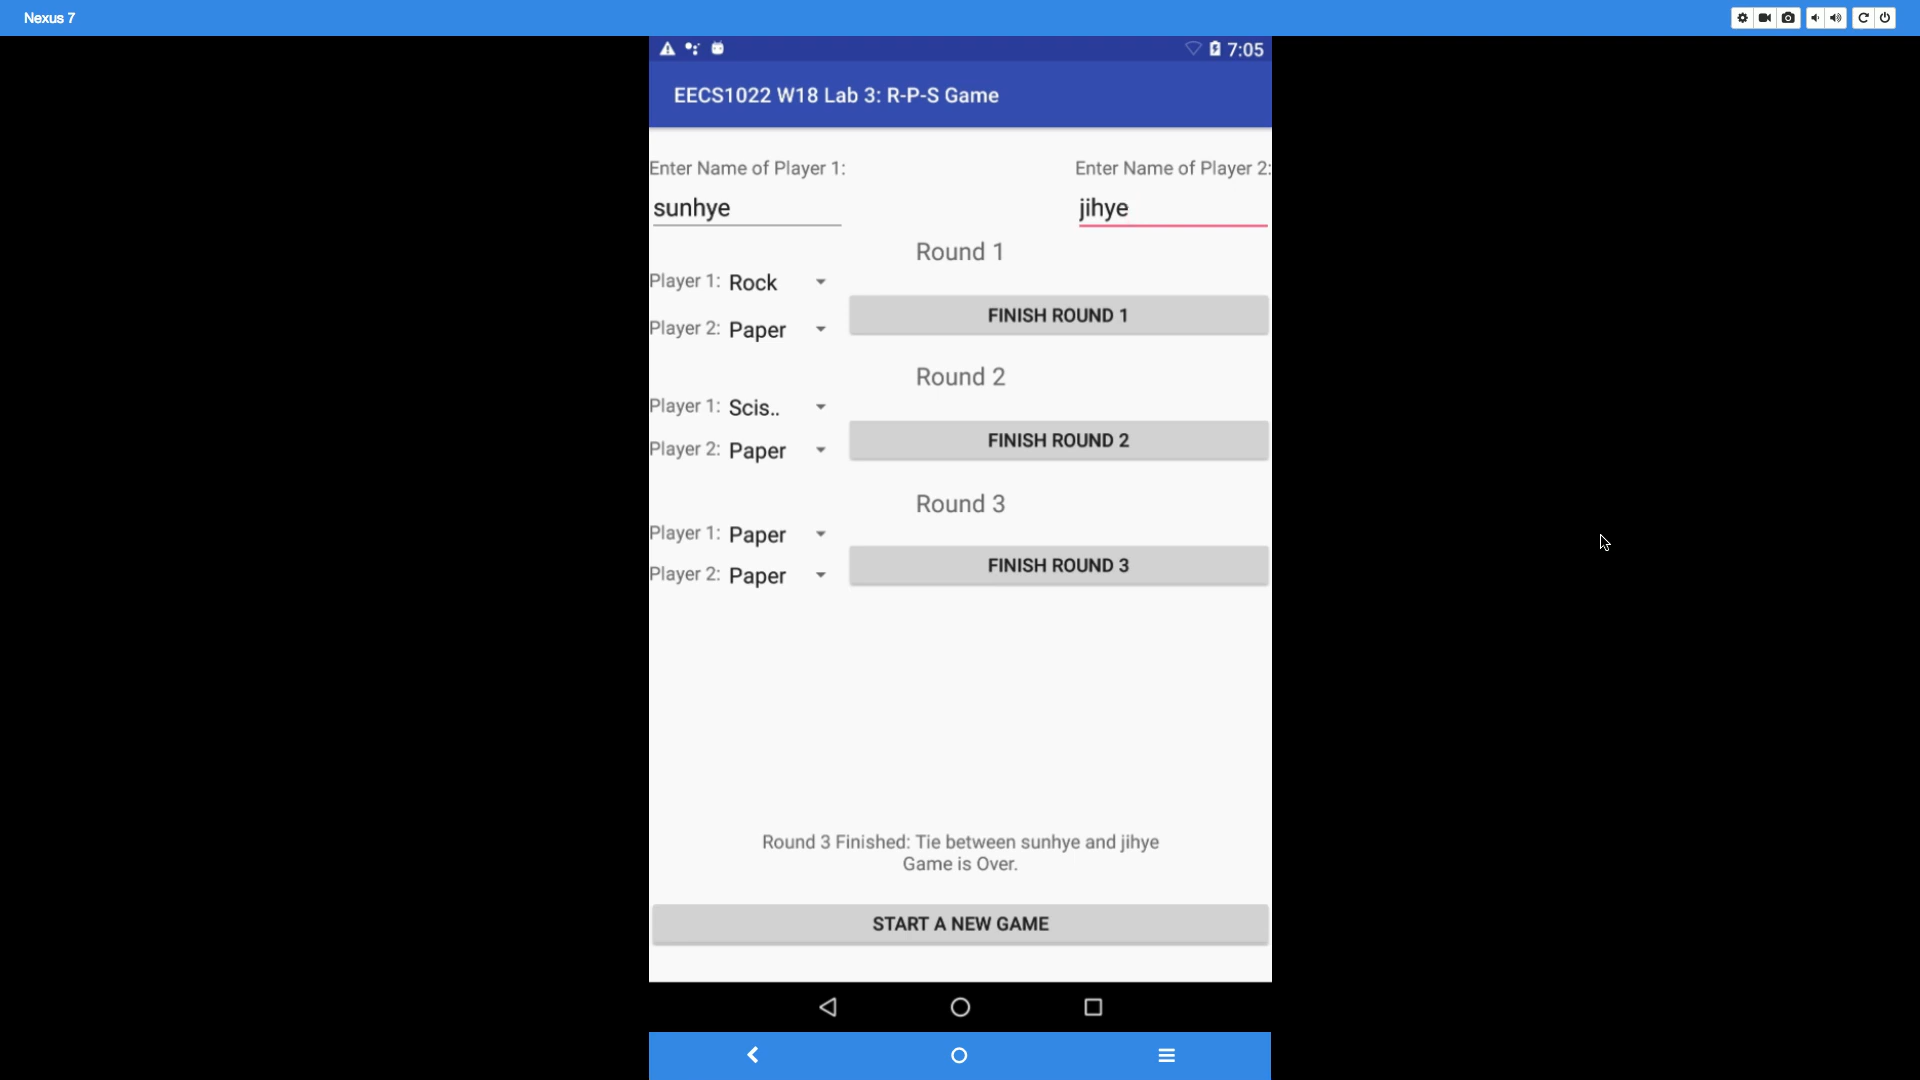 Nexus 7
7:05
EECS1022 W18 Lab 3: R-P-S Game
Enter Name of Player 1:
Enter Name of Player 2:
sunhye
jihye
Round 1
Player 1: Rock
FINISH ROUND 1
Player 2: Paper
Round 2
Player 1: Scis..
FINISH ROUND 2
Player 2: Paper
Round 3
Player 1: Paper
FINISH ROUND 3
Player 2: Paper
Round 3 Finished: Tie between sunhye and jihye
Game is Over.
START A NEW GAME